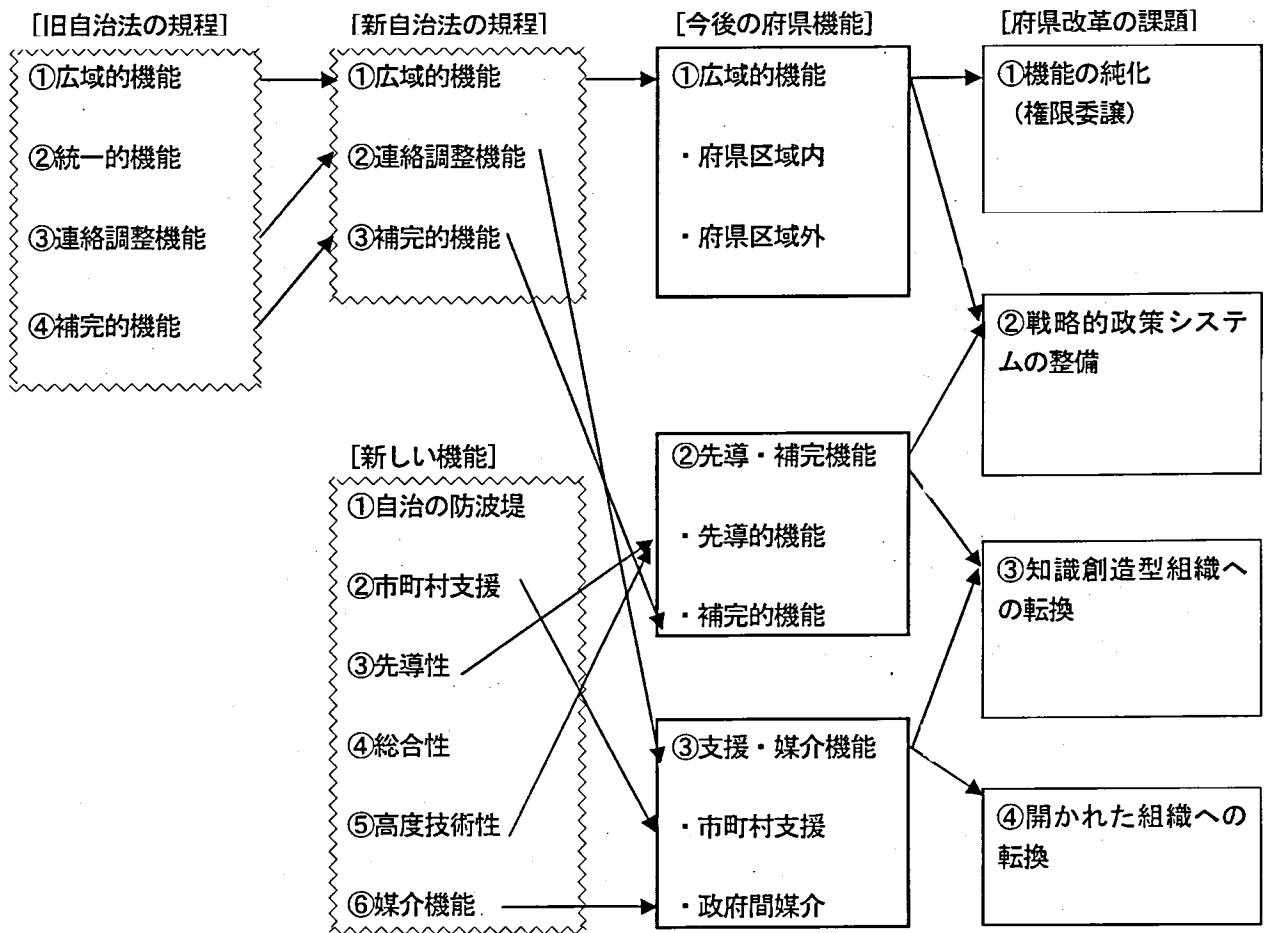 [旧自治法の規程]
①広域的機能
②統一的機能
③連絡調整機能
④補完的機能
[新自治法の規程]
①広域的機能
②連絡調整機能
③補完的機能
[新しい機能]
①自治の防波堤
②市町村支援
③先導性
④総合性
⑤高度技術性
⑥媒介機能
[今後の府県機能]
①広域的機能
・府県区域内
・府県区域外
②先導・補完機能
・先導的機能
・補完的機能
③支援・媒介機能
・市町村支援
・政府間媒介
[府県改革の課題]
①機能の純化
（権限委譲）
②戦略的政策システ
ムの整備
③知識創造型組織へ
の転換
④開かれた組織への
転換